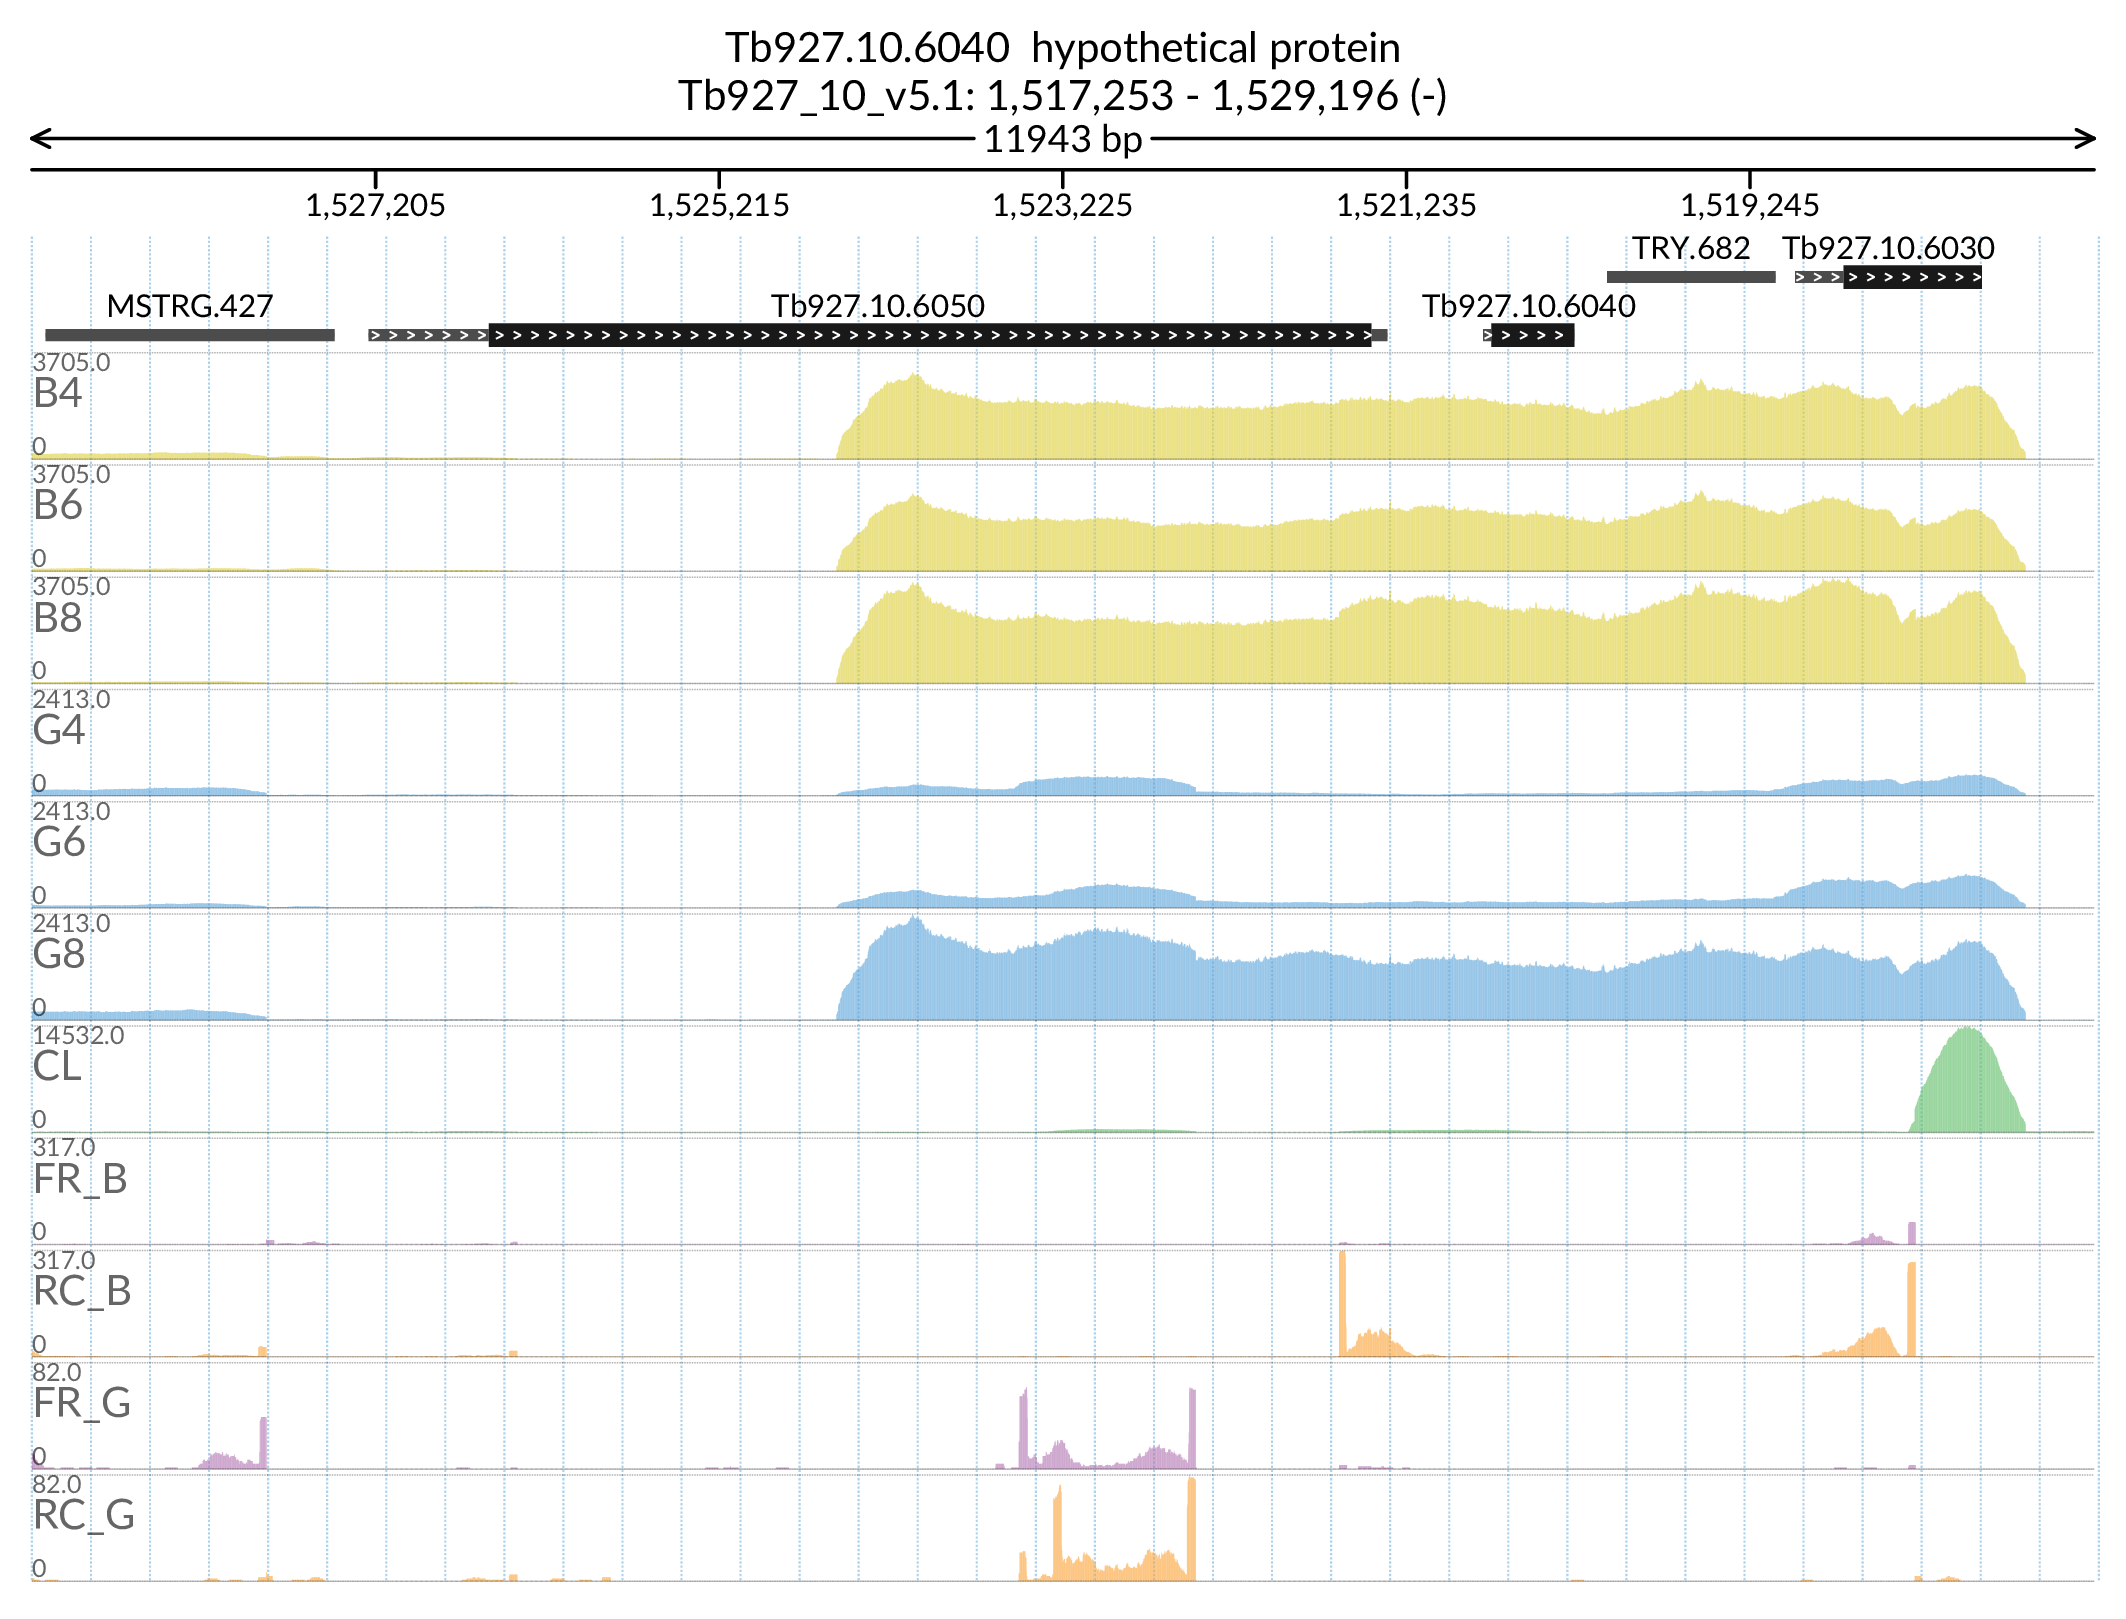 Tb927.10.6040  hypothetical protein
Tb927_10_v5.1: 1,517,253 - 1,529,196 (-)
11943 bp
1,527,205 1,525,215 1,523,225 1,521,235 1,519,245
TRY.682 Tb927.10.6030
MSTRG.427 Tb927.10.6050 Tb927.10.6040
3705.0
B4
0
3705.0
B6
0
3705.0
B8
0
2413.0
G4
0
2413.0
G6
0
2413.0
G8
0
14532.0
CL
0
317.0
FR_B
0
317.0
RC_B
0
82.0
FR_G
0
82.0
RC_G
0